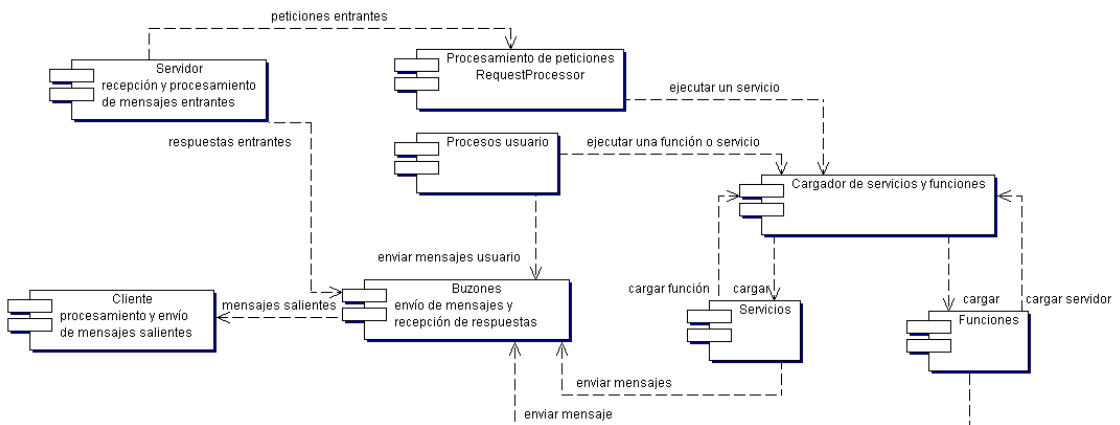 peticiones entrantes
Servidor
recepción y procesamiento
de mensajes entrantes
Procesamiento de peticiones
RequestProcessor
ejecutar un servicio
respuestas entrantes
Procesos usuario
ejecutar una función o servicio
Cargador de servicios y funciones
enviar mensajes usuario
Cliente
procesamiento y envío
de mensajes salientes
mensajes salientes
Buzones
envío de mensajes y
recepción de respuestas
cargar función
cargar
Servicios
cargar
cargar servidor
Funciones
enviar mensajes
enviar mensaje